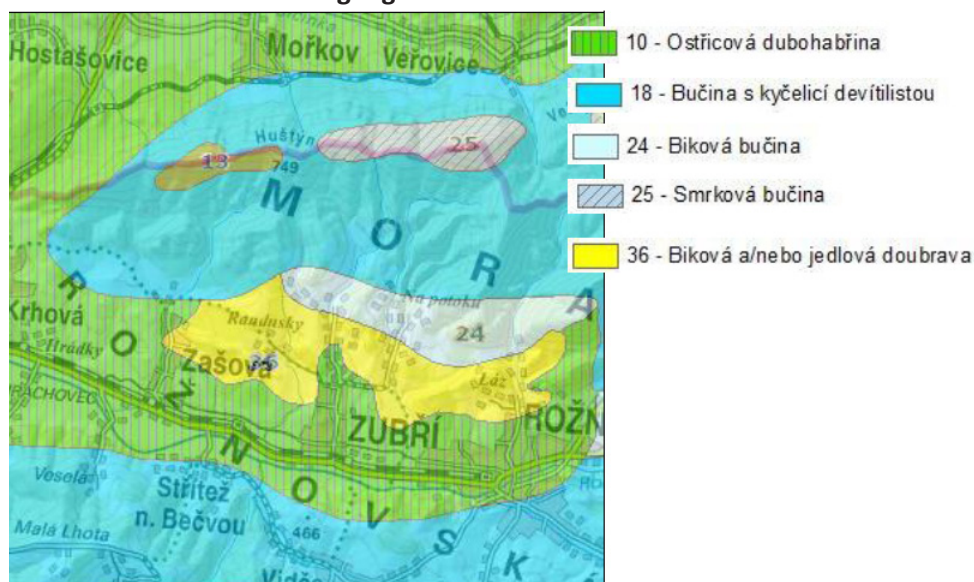 Hostašovice
Mořkov
Veřovice
Huštýn
13
749
25
M
O
R
A
Na potoku
Raudnsky
24
36
Krhová
Hrádky
Zašová
Láz
ROŽN
ZUBŘÍ
R
O
Ž
N
O
V
S
K
Veselá
Střítež
n. Bečvou
466
Malá Lhota
10 - Ostřicová dubohabřina
18 - Bučina s kyčelicí devítilistou
24 - Biková bučina
25 - Smrková bučina
36 - Biková a/nebo jedlová doubrava